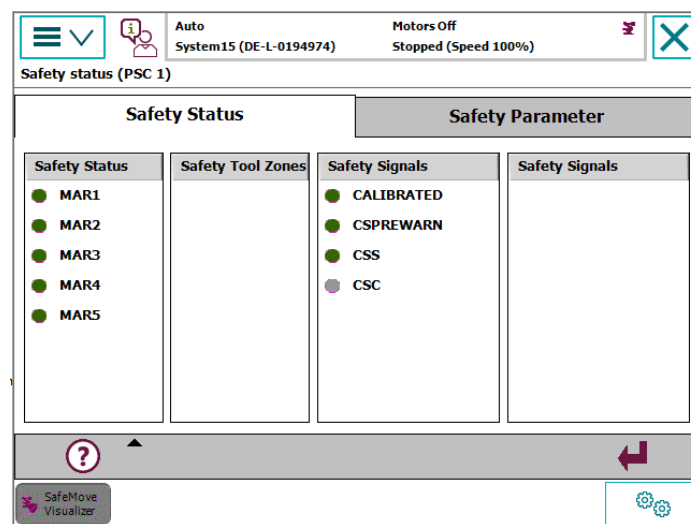 Auto
Motors Off
System15 (DE-L-0194974)
Stopped (Speed 100%)
Safety status (PSC 1)
Safety Status
Safety Parameter
Safety Status
MAR1
MAR2
MAR3
MAR4
MAR5
Safety Tool Zones
Safety Signals
CALIBRATED
CSPREWARN
CSS
CSC
Safety Signals
?
SafeMove
Visualizer